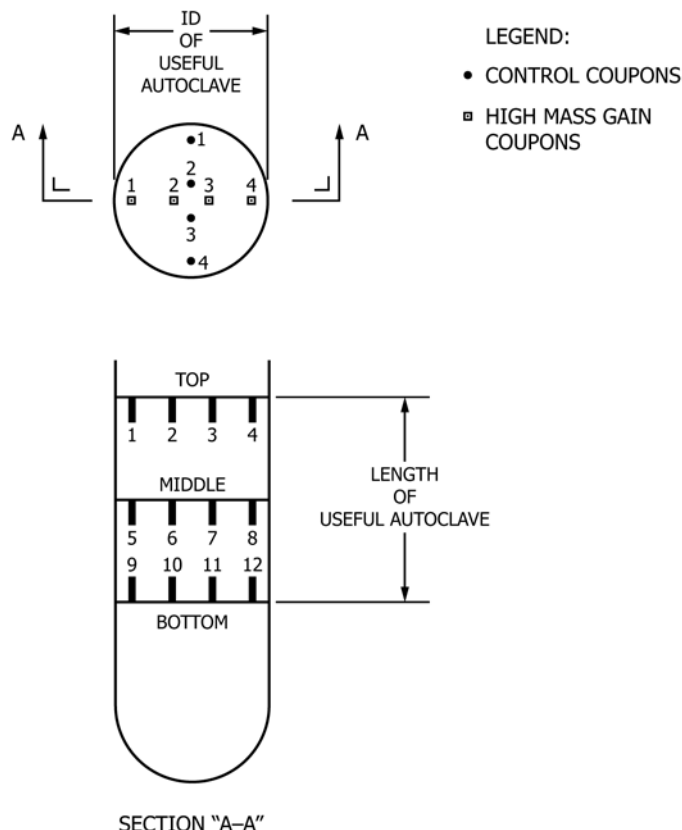 ID
OF
USEFUL
AUTOCLAVE
LEGEND:
CONTROL COUPONS
HIGH MASS GAIN
COUPONS
A
A
1
2
1 2 3 4
3
4
TOP
1 2 3 4
MIDDLE
5 6 7 8
9 10 11 12
BOTTOM
LENGTH
OF
USEFUL AUTOCLAVE
SECTION "A–A"